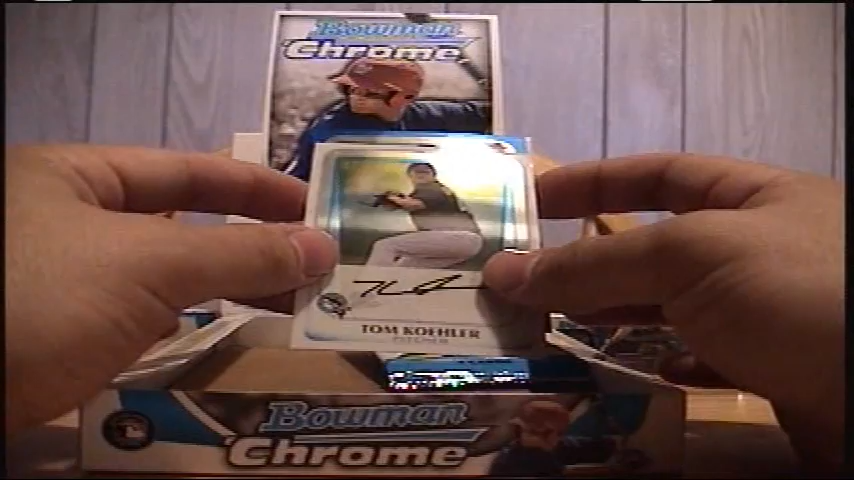 Bowman
Chrome
TOM KOEHLER
PITCHER
Bowman
Chrome